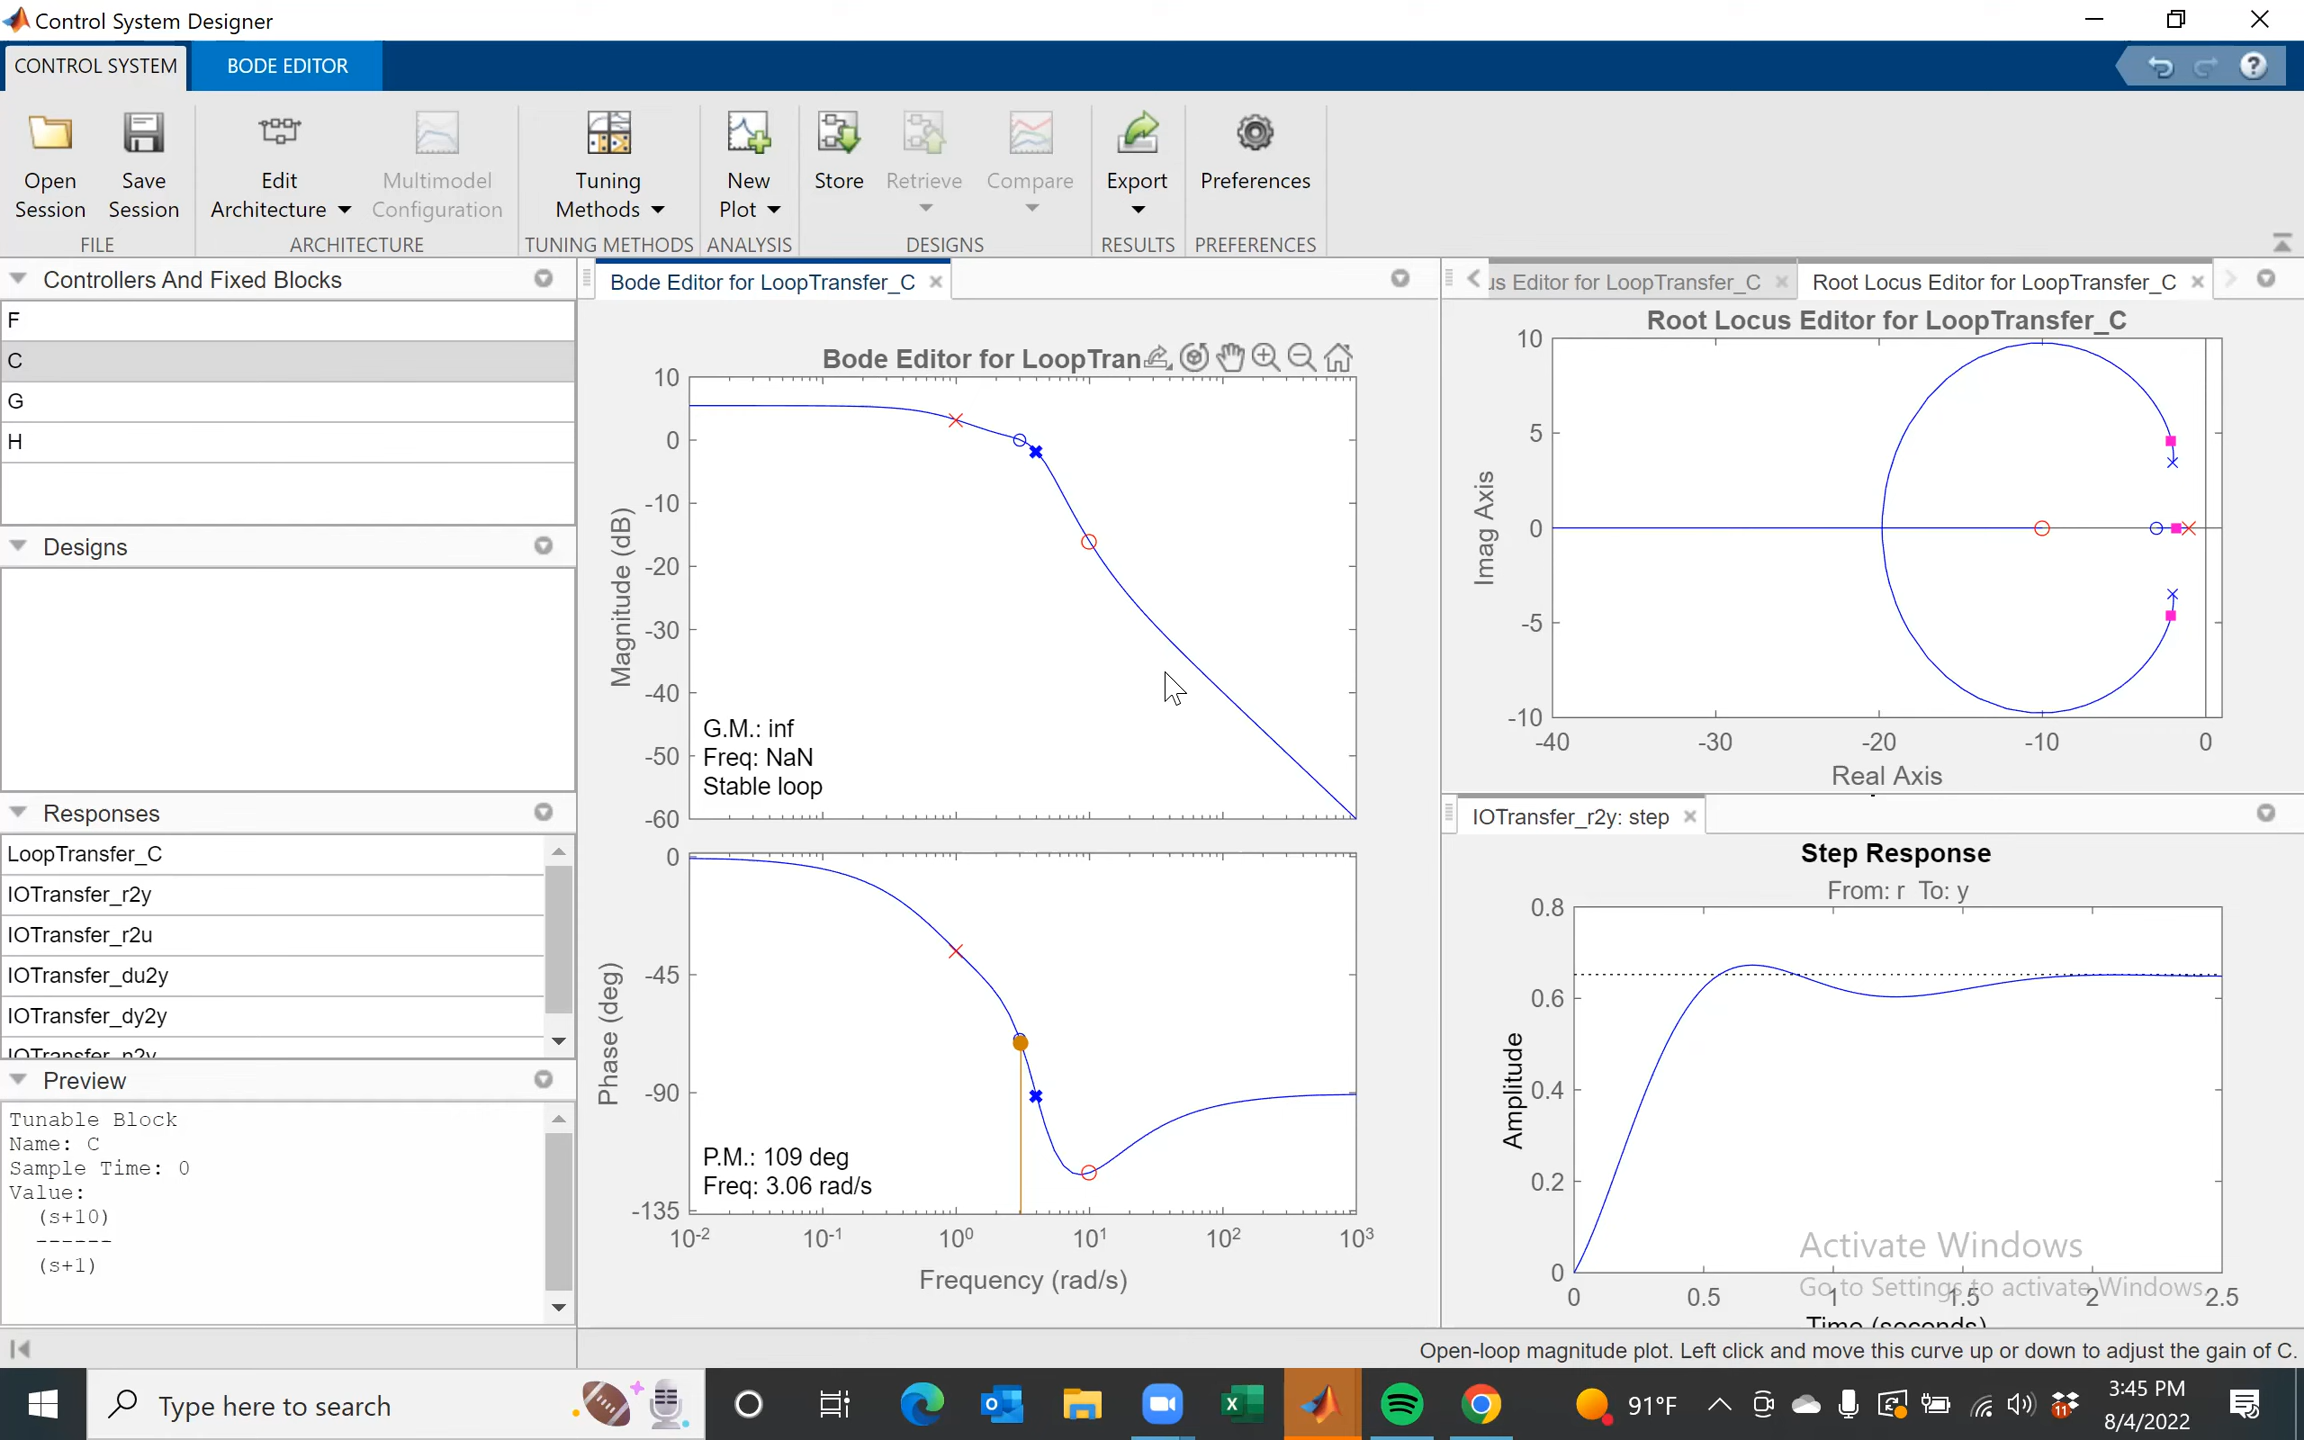 Control System Designer
CONTROL SYSTEM
BODE EDITOR
Open Session
Save Session
Edit Architecture
Multimodel Configuration
Tuning Methods
New Plot
Store
Retrieve
Compare
Export
Preferences
FILE
ARCHITECTURE
TUNING METHODS
ANALYSIS
DESIGNS
RESULTS
PREFERENCES
Controllers And Fixed Blocks
F
C
G
H
Designs
Responses
LoopTransfer_C
IOTransfer_r2y
IOTransfer_r2u
IOTransfer_du2y
IOTransfer_dy2y
IOTransfer_n2y
Preview
Tunable Block
Name: C
Sample Time: 0
Value:
(s+10)
------
(s+1)
Bode Editor for LoopTransfer_C
Bode Editor for LoopTran
10
0
-10
-20
-30
-40
-50
-60
Magnitude (dB)
G.M.: inf
Freq: NaN
Stable loop
0
-45
-90
-135
Phase (deg)
P.M.: 109 deg
Freq: 3.06 rad/s
10-2
10-1
100
101
102
103
Frequency (rad/s)
us Editor for LoopTransfer_C
Root Locus Editor for LoopTransfer_C
Root Locus Editor for LoopTransfer_C
10
5
0
-5
-10
Imag Axis
-40
-30
-20
-10
0
Real Axis
IOTransfer_r2y: step
Step Response
From: r To: y
0.8
0.6
0.4
0.2
0
Amplitude
0
0.5
1
1.5
2
2.5
Time (seconds)
Activate Windows
Go to Settings to activate Windows.
Open-loop magnitude plot. Left click and move this curve up or down to adjust the gain of C.
Type here to search
91°F
11
3:45 PM
8/4/2022